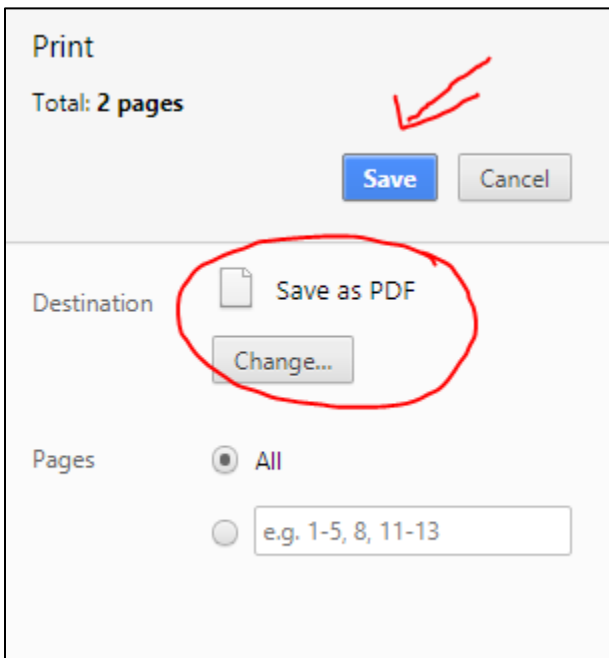 Print
Total: 2 pages
Save Cancel
Destination Save as PDF
Change...
Pages All
e.g. 1-5, 8, 11-13